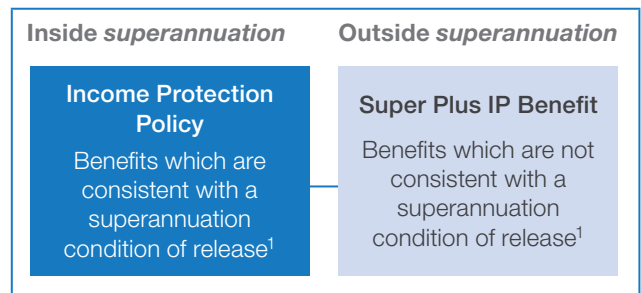 Inside superannuation
Outside superannuation
Income Protection
Policy
Benefits which are
consistent with a
superannuation
condition of release¹
Super Plus IP Benefit
Benefits which are not
consistent with a
superannuation
condition of release¹